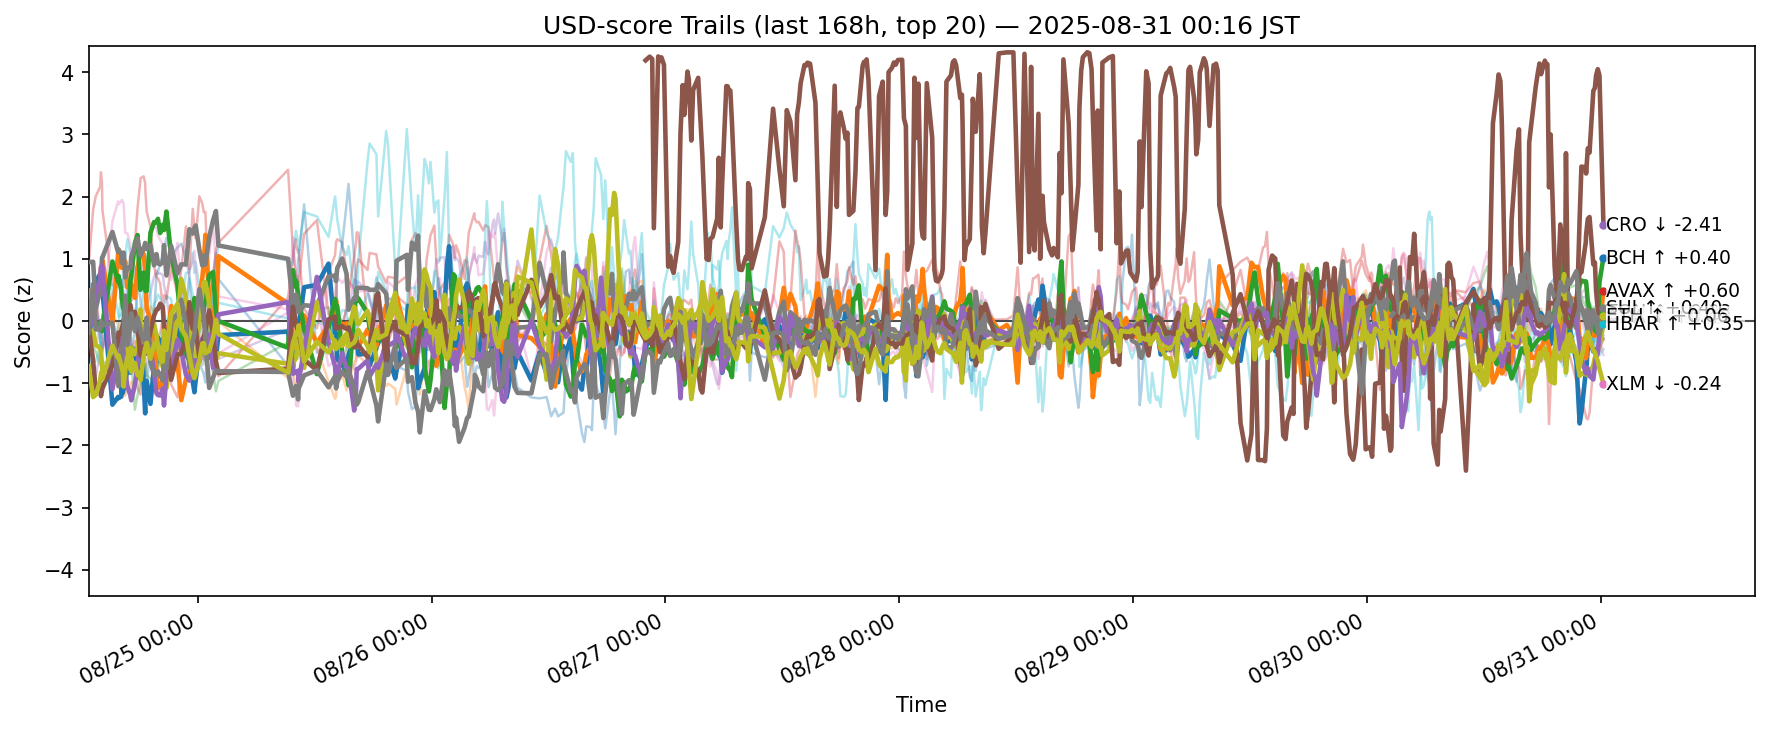 USD-score Trails (last 168h, top 20) — 2025-08-31 00:16 JST
Score (z)
4
3
2
1
0
−1
−2
−3
−4
CRO ↓ -2.41
BCH ↑ +0.40
AVAX ↑ +0.60
HBAR ↑ +0.35
XLM ↓ -0.24
08/25 00:00
08/26 00:00
08/27 00:00
08/28 00:00
08/29 00:00
08/30 00:00
08/31 00:00
Time